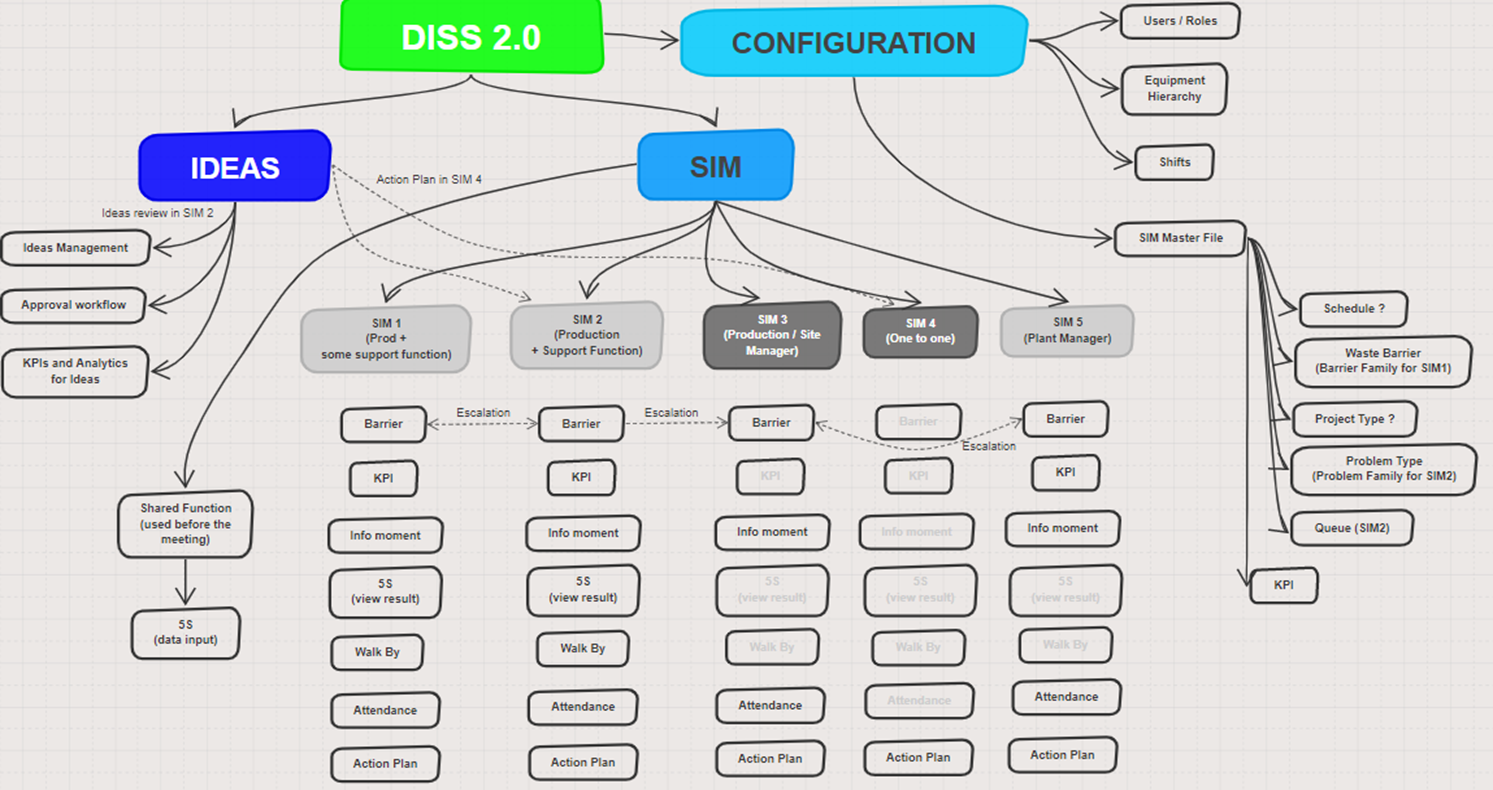 DISS 2.0
CONFIGURATION
Users / Roles
Equipment
Hierarchy
Shifts
IDEAS
SIM
Action Plan in SIM 4
Ideas review in SIM 2
Ideas Management
Approval workflow
KPIs and Analytics
for Ideas
SIM Master File
SIM 1
(Prod +
some support function)
SIM 2
(Production
+ Support Function)
SIM 3
(Production / Site
Manager)
SIM 4
(One to one)
SIM 5
(Plant Manager)
Schedule ?
Waste Barrier
(Barrier Family for SIM1)
Project Type ?
Problem Type
(Problem Family for SIM2)
Queue (SIM2)
KPI
Barrier
Escalation
Barrier
Escalation
Barrier
Barrier
Escalation
Barrier
KPI
KPI
KPI
KPI
KPI
Shared Function
(used before the
meeting)
5S
(data input)
Info moment
Info moment
Info moment
Info moment
Info moment
5S
(view result)
5S
(view result)
5S
(view result)
5S
(view result)
5S
(view result)
Walk By
Walk By
Walk By
Walk By
Walk By
Attendance
Attendance
Attendance
Attendance
Attendance
Action Plan
Action Plan
Action Plan
Action Plan
Action Plan